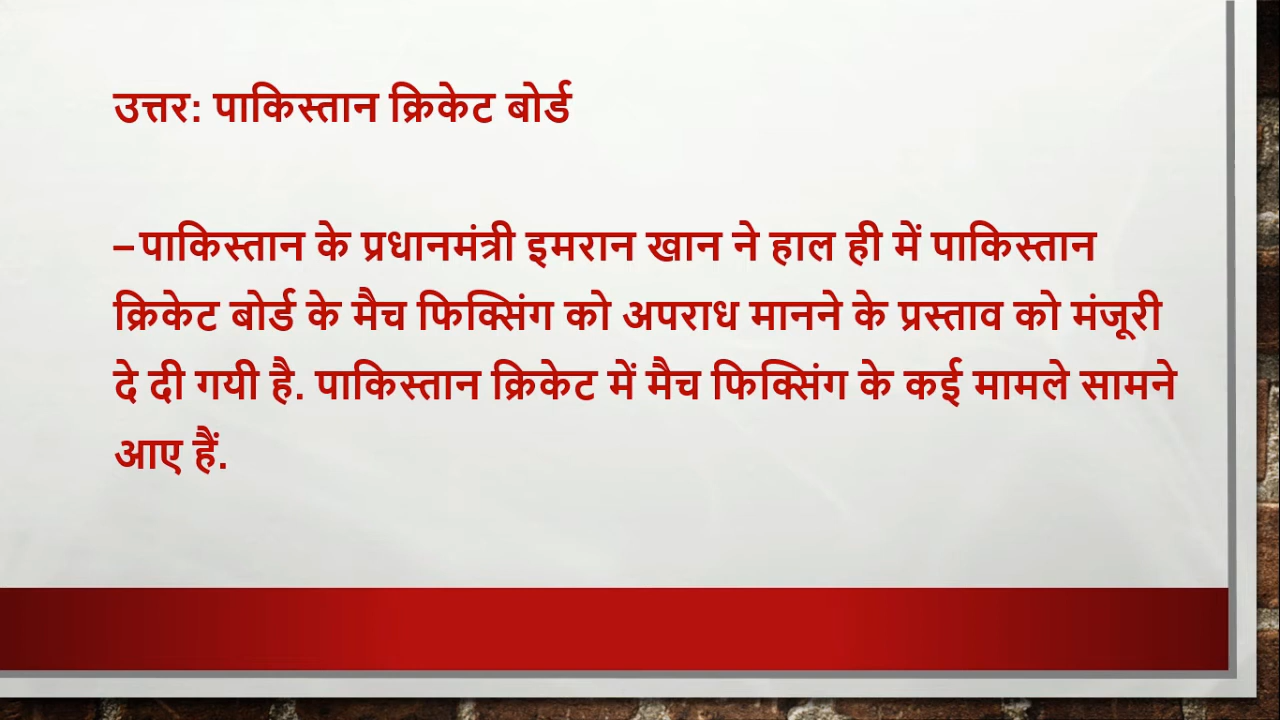 उत्तर: पाकिस्तान क्रिकेट बोर्ड
– पाकिस्तान के प्रधानमंत्री इमरान खान ने हाल ही में पाकिस्तान
क्रिकेट बोर्ड के मैच फिक्सिंग को अपराध मानने के प्रस्ताव को मंजूरी
दे दी गयी है. पाकिस्तान क्रिकेट में मैच फिक्सिंग के कई मामले सामने
आए हैं.